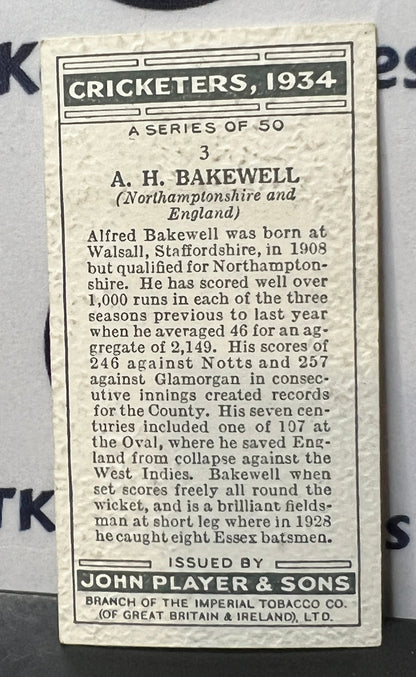 CRICKETERS, 1934
A SERIES OF 50
3
A. H. BAKEWELL
(Northamptonshire and
England)
Alfred Bakewell was born at
Walsall, Staffordshire, in 1908
but qualified for Northampton-
shire. He has scored well over
1,000 runs in each of the three
seasons previous to last year
when he averaged 46 for an ag-
gregate of 2,149. His scores of
246 against Notts and 257
against Glamorgan in consec-
utive innings created records
for the County. His seven cen-
turies included one of 107 at
the Oval, where he saved Eng-
land from collapse against the
West Indies. Bakewell when
set scores freely all round the
wicket, and is a brilliant fields-
man at short leg where in 1928
he caught eight Essex batsmen.
ISSUED BY
JOHN PLAYER & SONS
BRANCH OF THE IMPERIAL TOBACCO CO.
(OF GREAT BRITAIN & IRELAND), LTD.